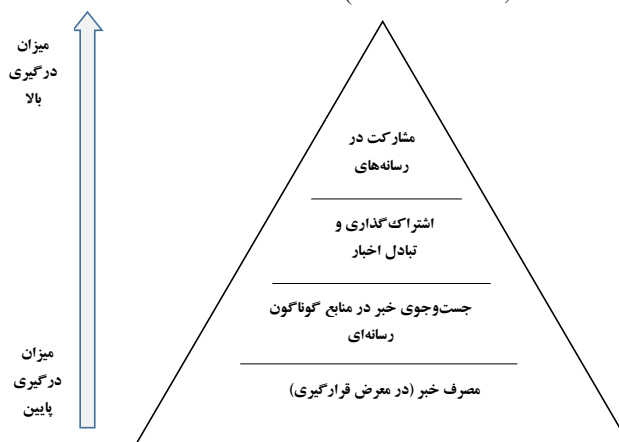 میزان
درگیری
بالا
مشارکت در
رسانه‌های
اشتراک‌گذاری و
تبادل اخبار
جست‌وجوی خبر در منابع گوناگون
رسانه‌ای
مصرف خبر (در معرض قرارگیری)
میزان
درگیری
پایین